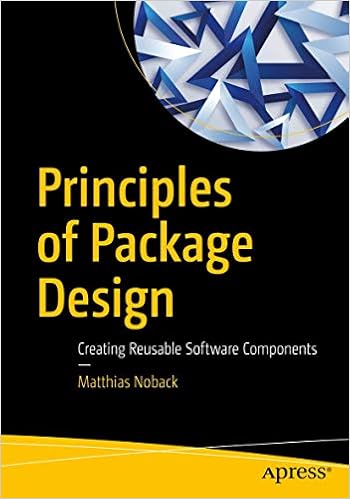 Principles
of Package
Design
Creating Reusable Software Components
—
Matthias Noback
Apress®